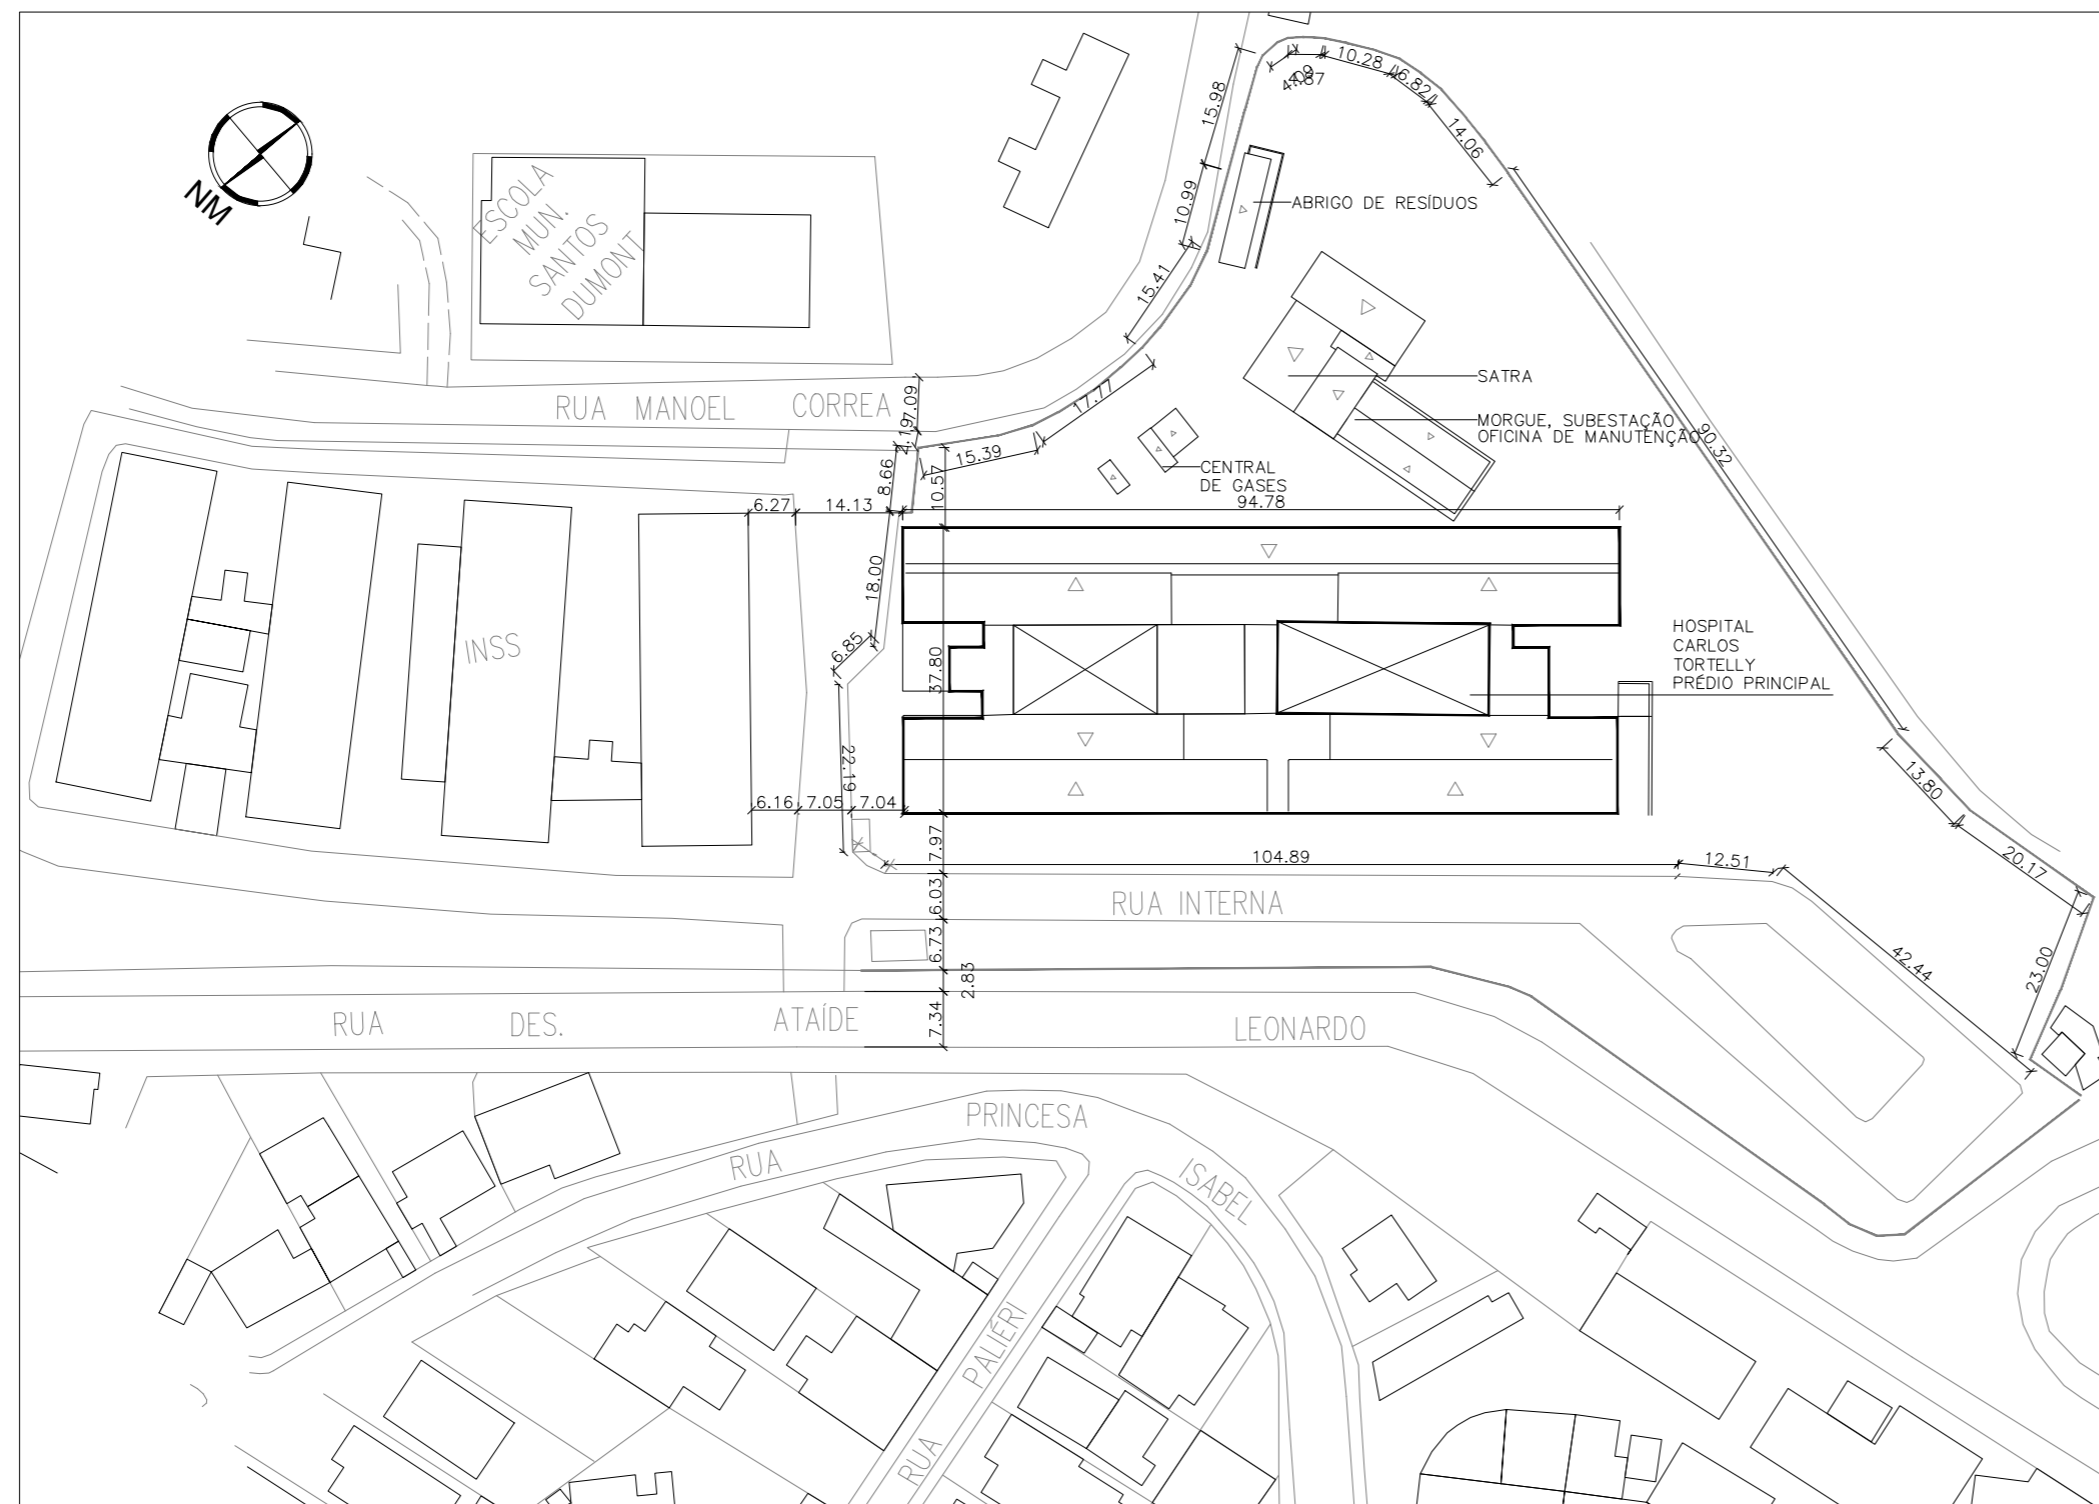 10.28
6.82
4.09
4.87
15.98
14.06
NM
ESCOLA
MUN.
SANTOS
DUMONT
10.99
ABRIGO DE RESÍDUOS
15.41
SATRA
RUA MANOEL CORREA
7.09
2.19
17.77
MORGUE, SUBESTAÇÃO
OFICINA DE MANUTENÇÃO
90.32
15.39
8.66
10.57
CENTRAL
DE GASES
94.78
6.27
14.13
18.00
INSS
6.85
37.80
HOSPITAL
CARLOS
TORTELLY
PRÉDIO PRINCIPAL
22.19
6.16
7.05
7.04
13.80
7.97
104.89
12.51
20.17
6.03
RUA INTERNA
6.73
2.83
42.44
23.00
7.34
RUA DES. ATAÍDE LEONARDO
RUA PRINCESA ISABEL
RUA PALIÉRI